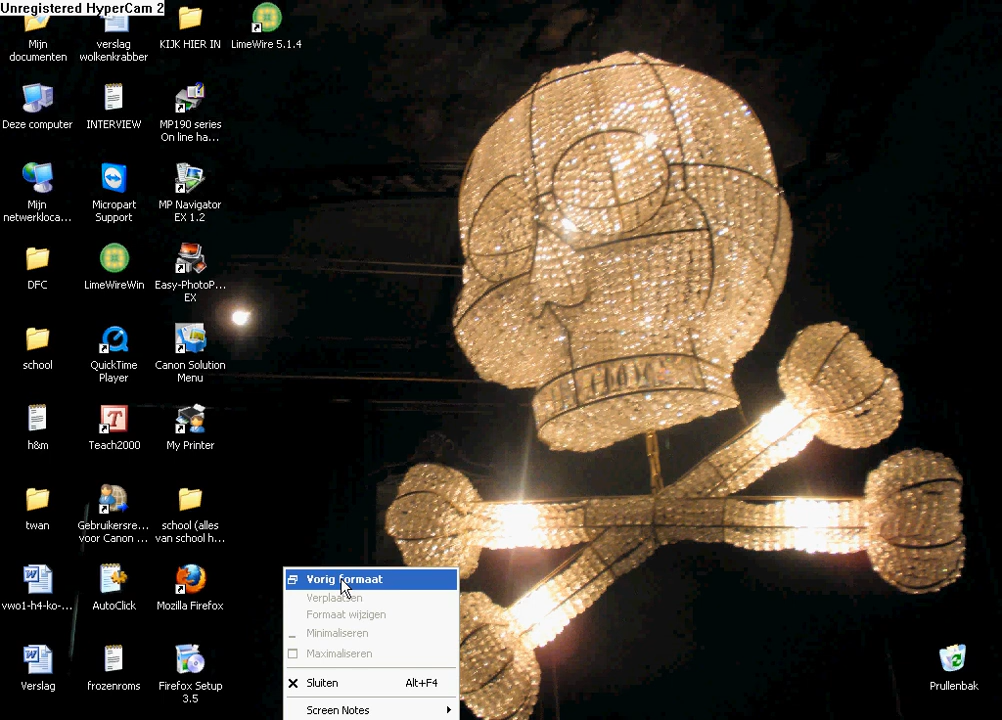 Unregistered HyperCam 2
Mijn
documenten
verslag
wolkenkrabber
KIJK HIER IN
LimeWire 5.1.4
Deze computer
INTERVIEW
MP190 series
On line ha...
Mijn
netwerkloca...
Micropart
Support
MP Navigator
EX 1.2
DFC
LimeWireWin
Easy-PhotoP...
EX
school
QuickTime
Player
Canon Solution
Menu
h&m
Teach2000
My Printer
twan
Gebruikersre...
voor Canon ...
school (alles
van school h...
vwo1-h4-ko-...
AutoClick
Mozilla Firefox
Verslag
frozenroms
Firefox Setup
3.5
Vorig formaat
Verplaatsen
Formaat wijzigen
Minimaliseren
Maximaliseren
Sluiten Alt+F4
Screen Notes
Prullenbak